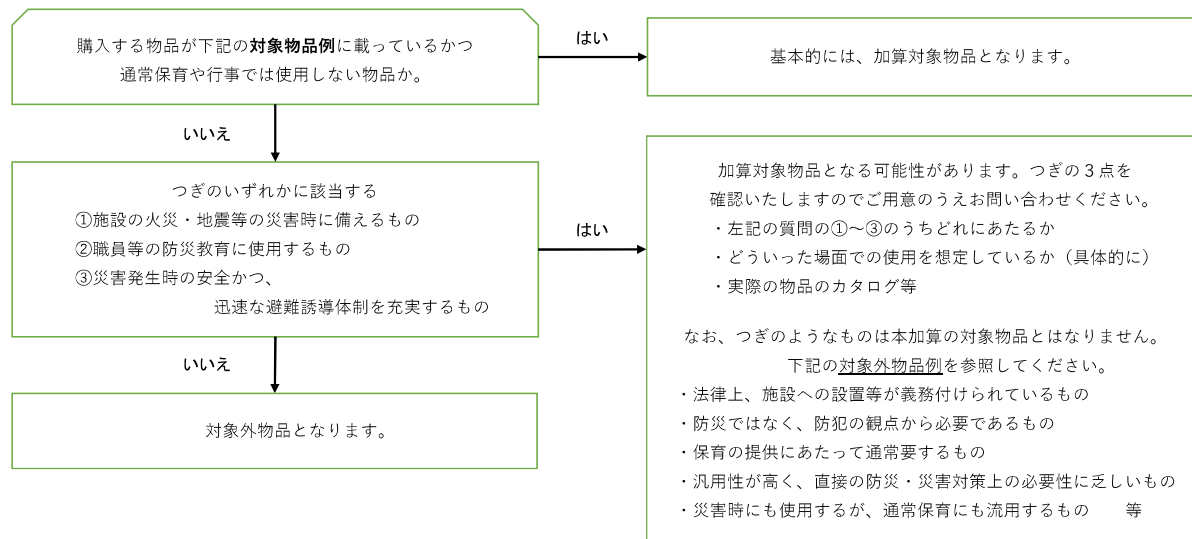 購入する物品が下記の対象物品例に載っているかつ
通常保育や行事では使用しない物品か。
はい
基本的には、加算対象物品となります。
いいえ
つぎのいずれかに該当する
①施設の火災・地震等の災害時に備えるもの
②職員等の防災教育に使用するもの
③災害発生時の安全かつ、
迅速な避難誘導体制を充実するもの
はい
加算対象物品となる可能性があります。つぎの３点を
確認いたしますのでご用意のうえお問い合わせください。
・左記の質問の①～③のうちどれにあたるか
・どういった場面での使用を想定しているか（具体的に）
・実際の物品のカタログ等
なお、つぎのようなものは本加算の対象物品とはなりません。
下記の対象外物品例を参照してください。
・法律上、施設への設置等が義務付けられているもの
・防災ではなく、防犯の観点から必要であるもの
・保育の提供にあたって通常要するもの
・汎用性が高く、直接の防災・災害対策上の必要性に乏しいもの
・災害時にも使用するが、通常保育にも流用するもの　　等
いいえ
対象外物品となります。